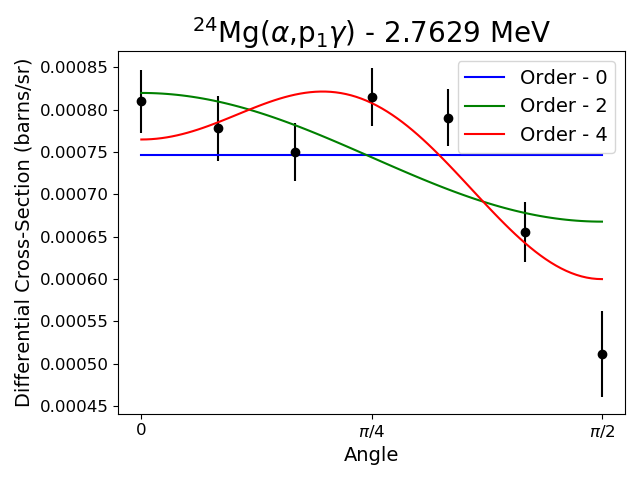 ²⁴Mg(α,p₁γ) - 2.7629 MeV
Order - 0
Order - 2
Order - 4
Differential Cross-Section (barns/sr)
0.00085
0.00080
0.00075
0.00070
0.00065
0.00060
0.00055
0.00050
0.00045
0 π/4 π/2
Angle